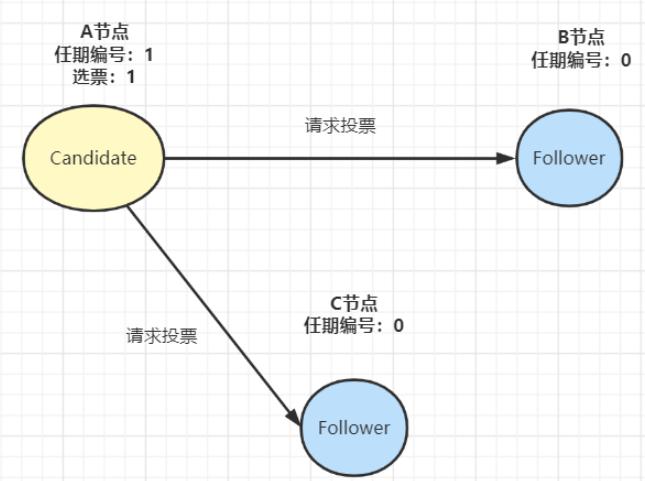 A节点
任期编号：1
选票：1
B节点
任期编号：0
请求投票
Candidate
Follower
C节点
任期编号：0
请求投票
Follower